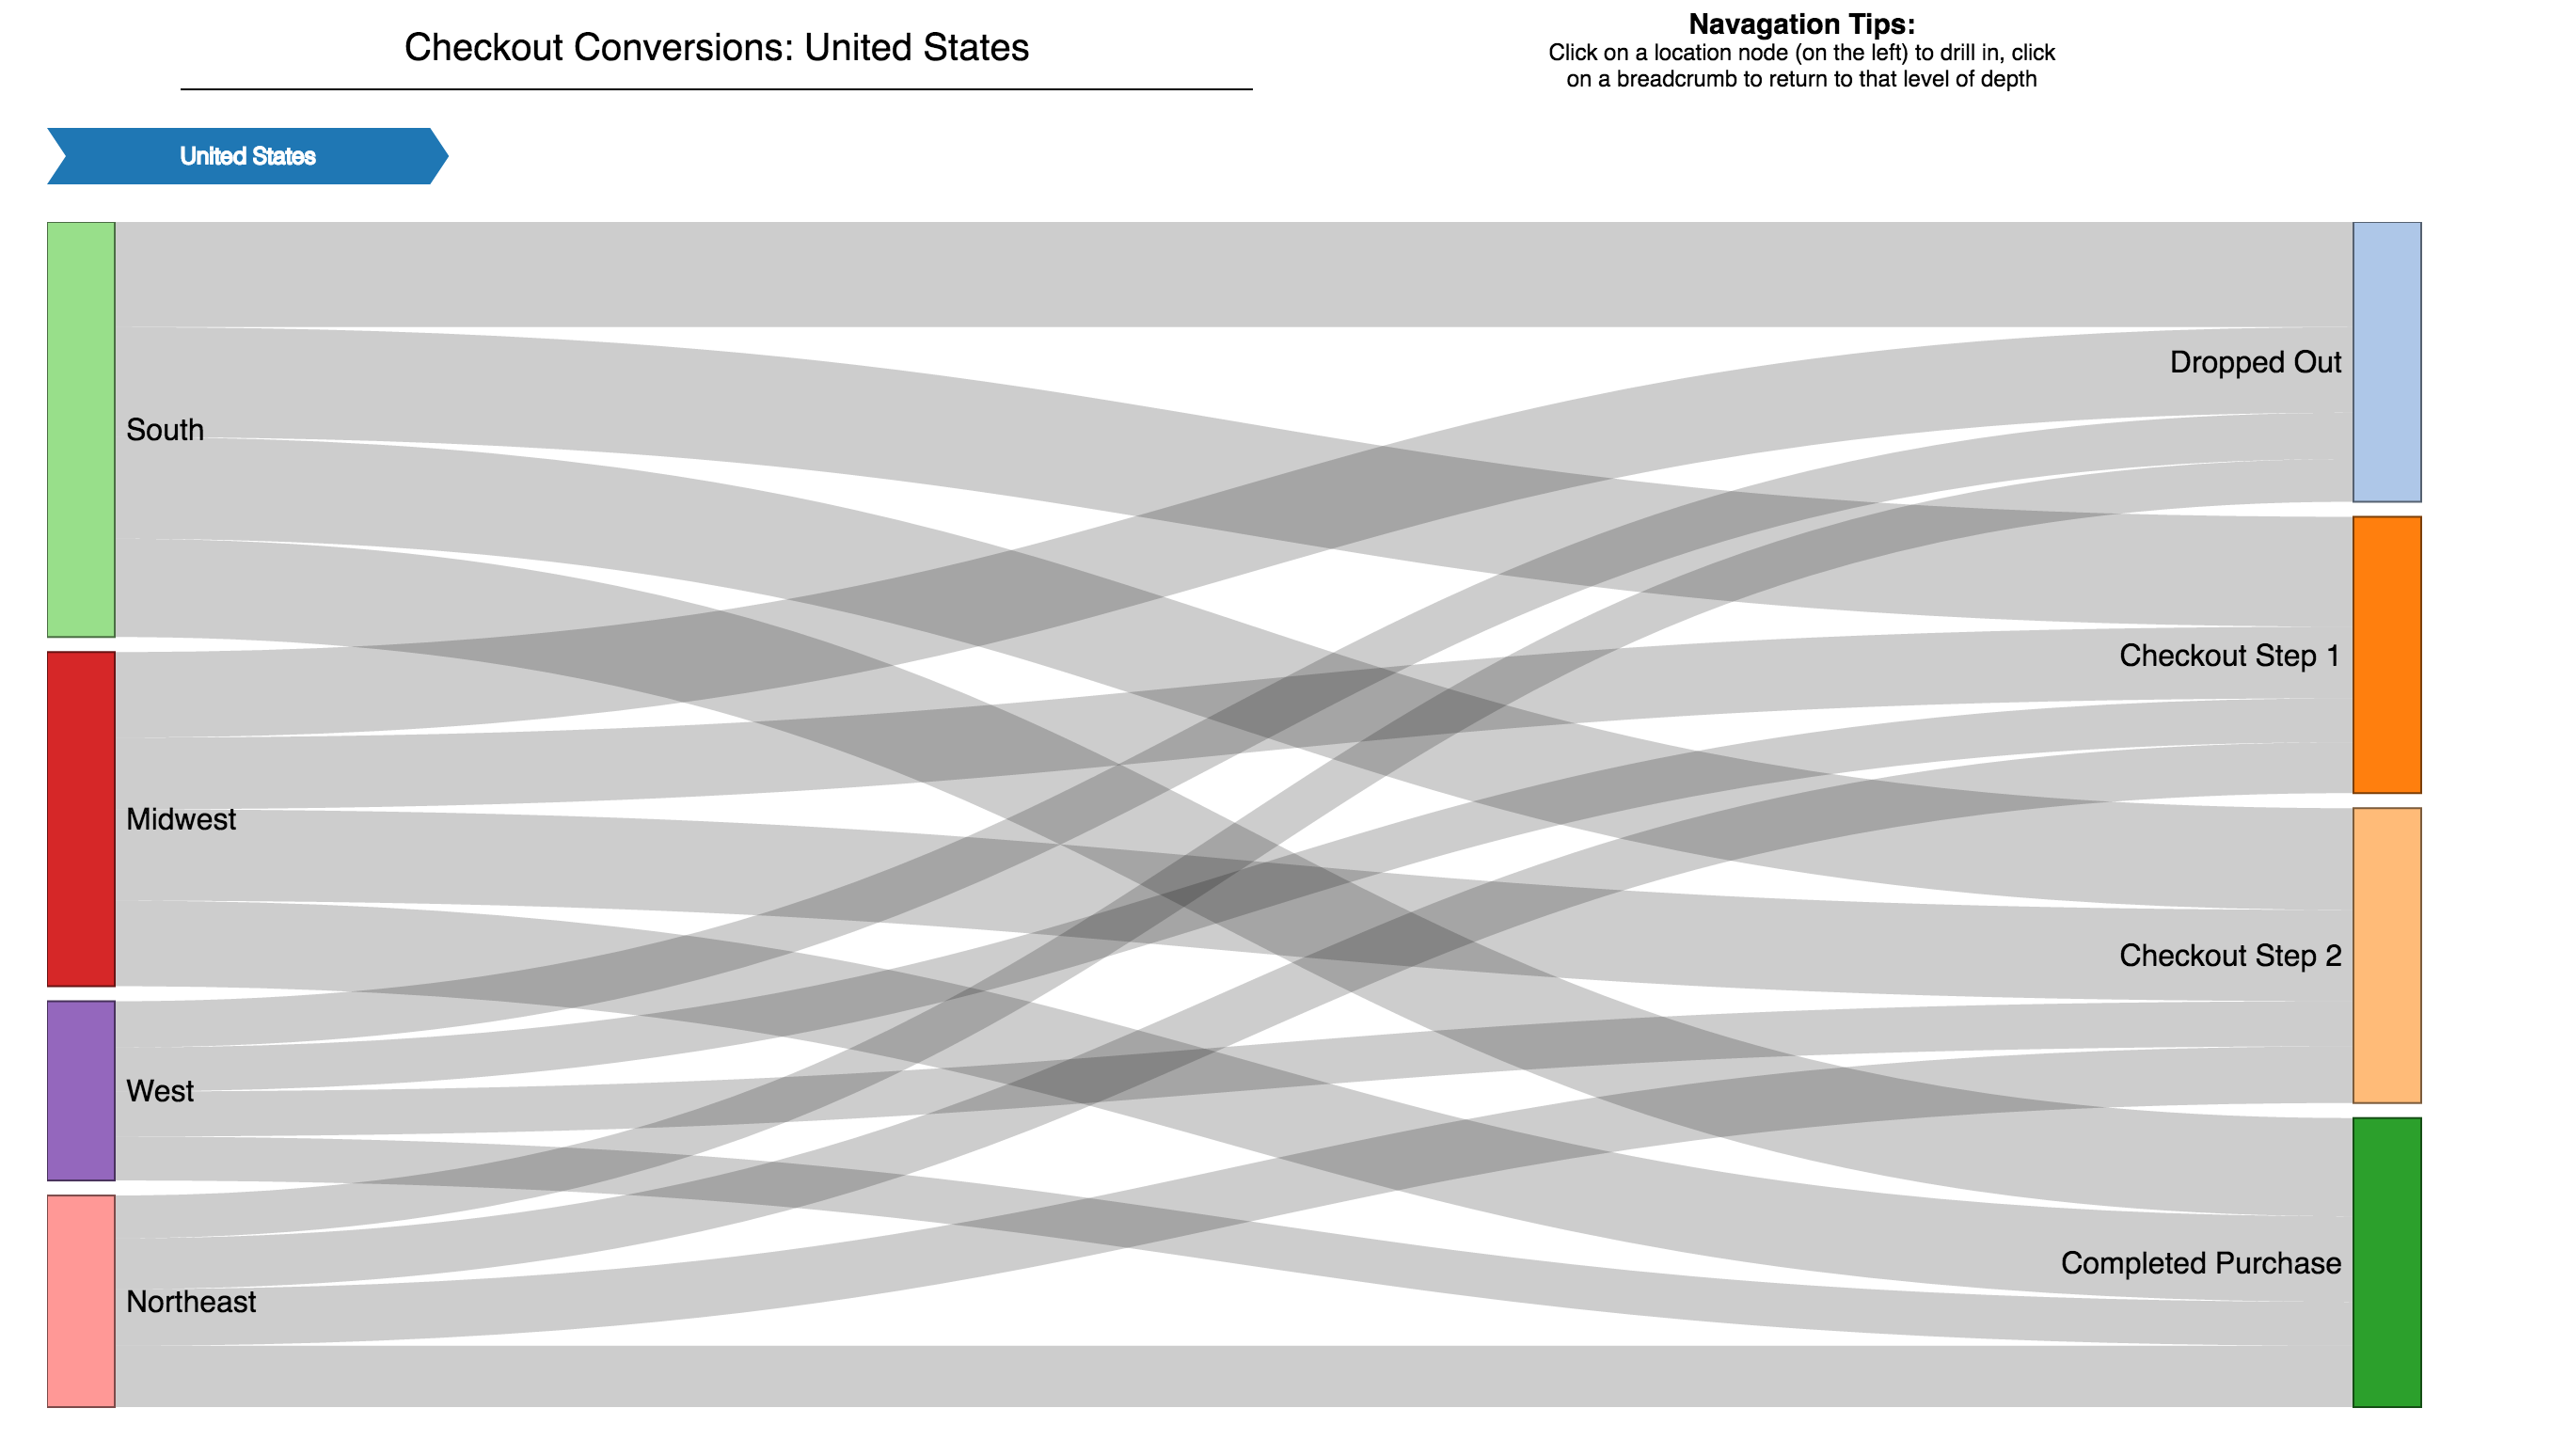 Checkout Conversions: United States
Navagation Tips:
Click on a location node (on the left) to drill in, click
on a breadcrumb to return to that level of depth
United States
South
Midwest
West
Northeast
Dropped Out
Checkout Step 1
Checkout Step 2
Completed Purchase